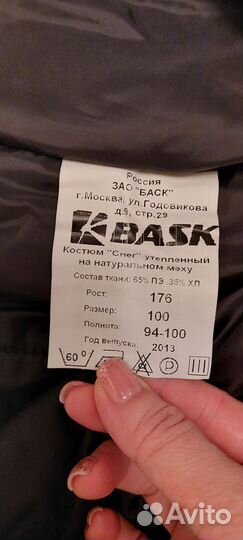 Россия
ЗАО "БАСК"
г.Москва, ул.Годовикова
д.9, стр.29
BASK
Костюм "Снег" утепленный
на натуральном меху
Состав ткани: 65% ПЭ 35% ХЛ
Рост: 176
Размер: 100
Полнота: 94-100
Год выпуска: 2013
60° P
Avito